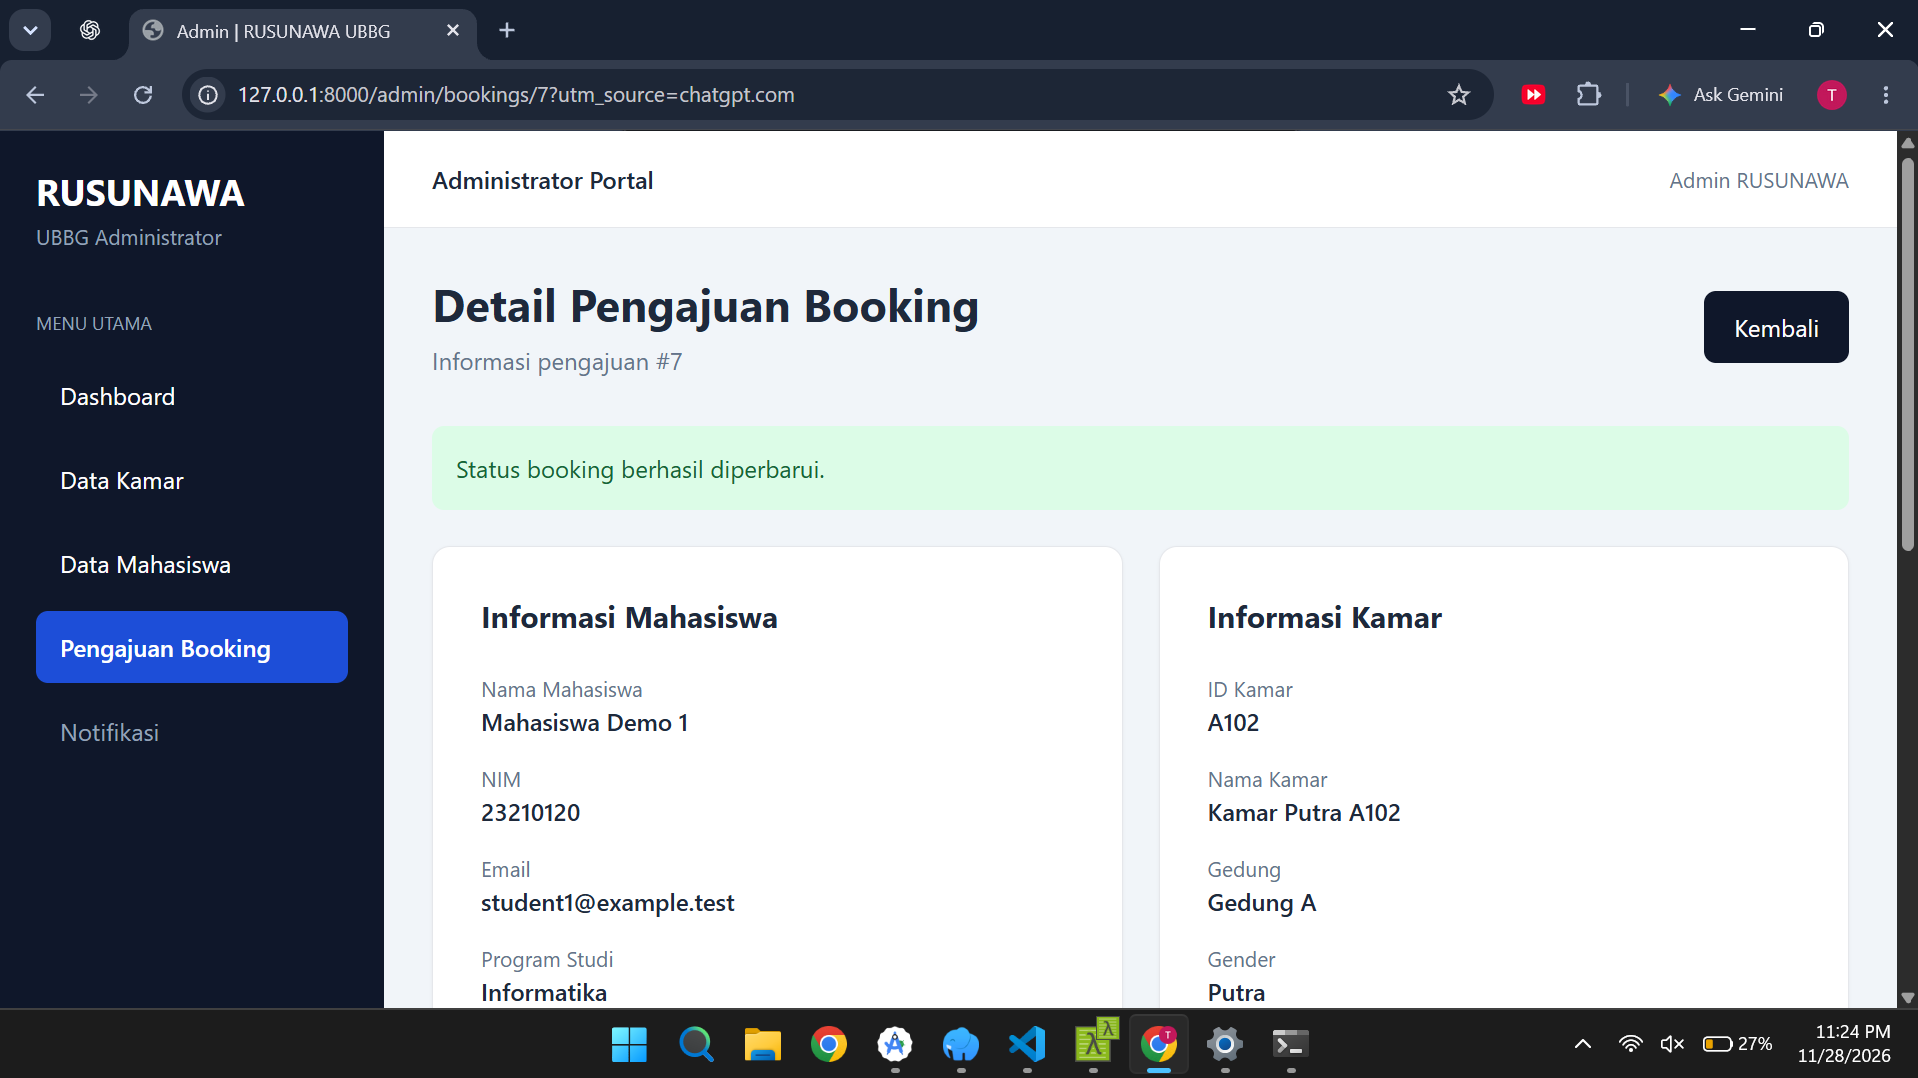 Admin | RUSUNAWA UBBG
127.0.0.1:8000/admin/bookings/7?utm_source=chatgpt.com
Ask Gemini
T
RUSUNAWA
UBBG Administrator
MENU UTAMA
Dashboard
Data Kamar
Data Mahasiswa
Pengajuan Booking
Notifikasi
Administrator Portal
Admin RUSUNAWA
Detail Pengajuan Booking
Informasi pengajuan #7
Kembali
Status booking berhasil diperbarui.
Informasi Mahasiswa
Nama Mahasiswa
Mahasiswa Demo 1
NIM
23210120
Email
student1@example.test
Program Studi
Informatika
Informasi Kamar
ID Kamar
A102
Nama Kamar
Kamar Putra A102
Gedung
Gedung A
Gender
Putra
27%
11:24 PM
11/28/2026